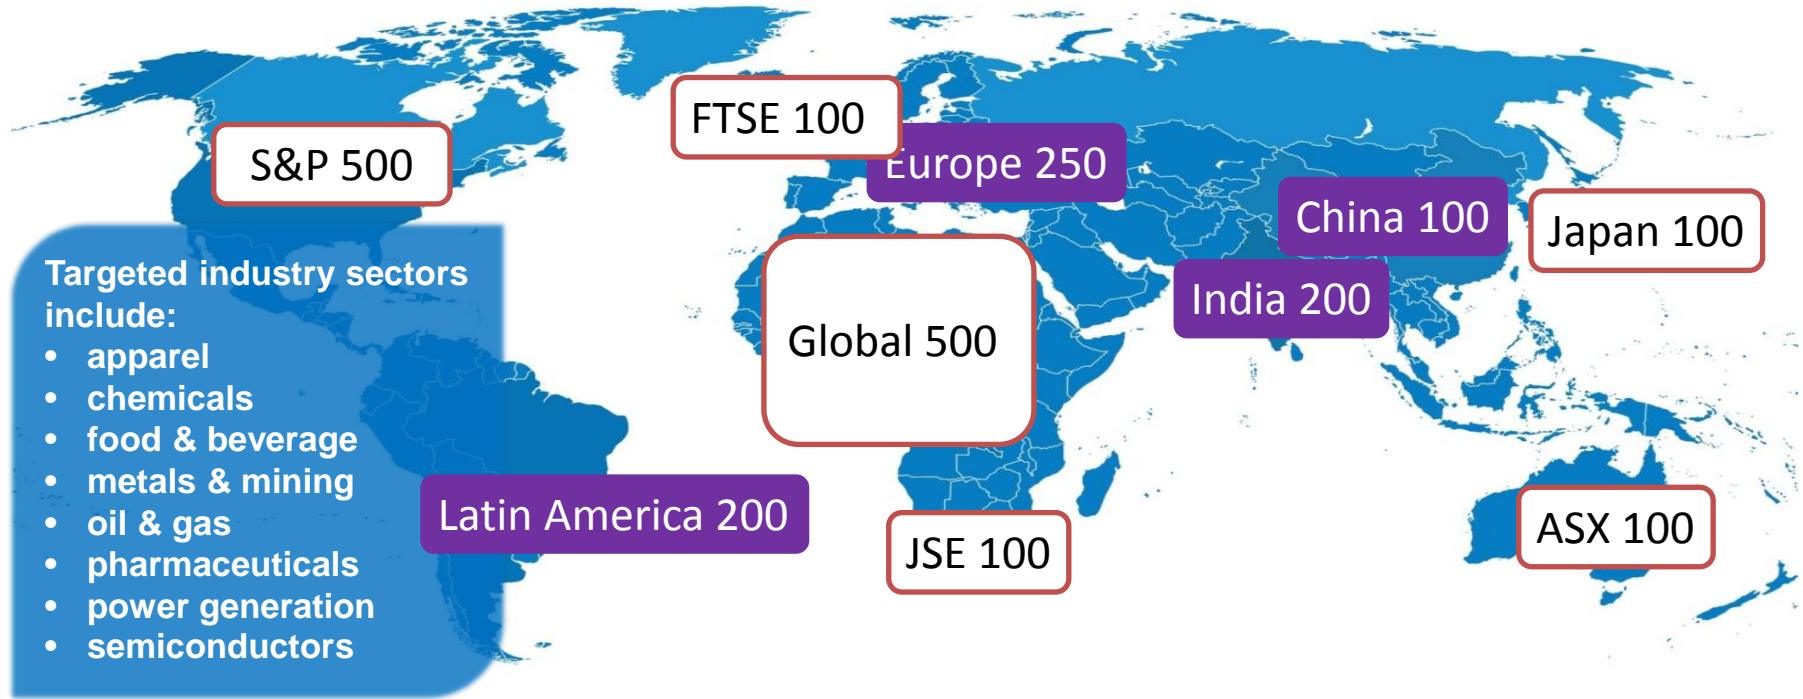 FTSE 100
S&P 500
Europe 250
China 100
Japan 100
India 200
Global 500
Targeted industry sectors
include:
• apparel
• chemicals
• food & beverage
• metals & mining
• oil & gas
• pharmaceuticals
• power generation
• semiconductors
Latin America 200
JSE 100
ASX 100